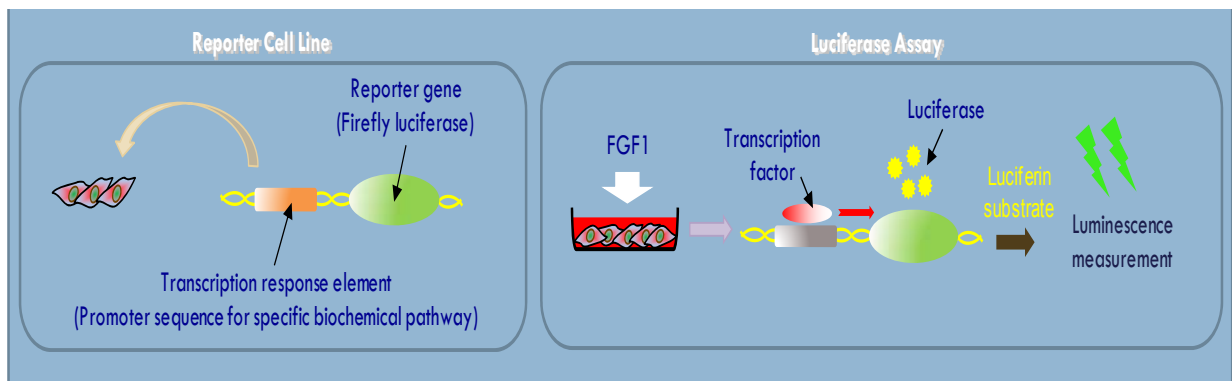 Reporter Cell Line
Reporter gene
(Firefly luciferase)
Transcription response element
(Promoter sequence for specific biochemical pathway)
Luciferase Assay
FGF1
Transcription
factor
Luciferase
Luciferin
substrate
Luminescence
measurement